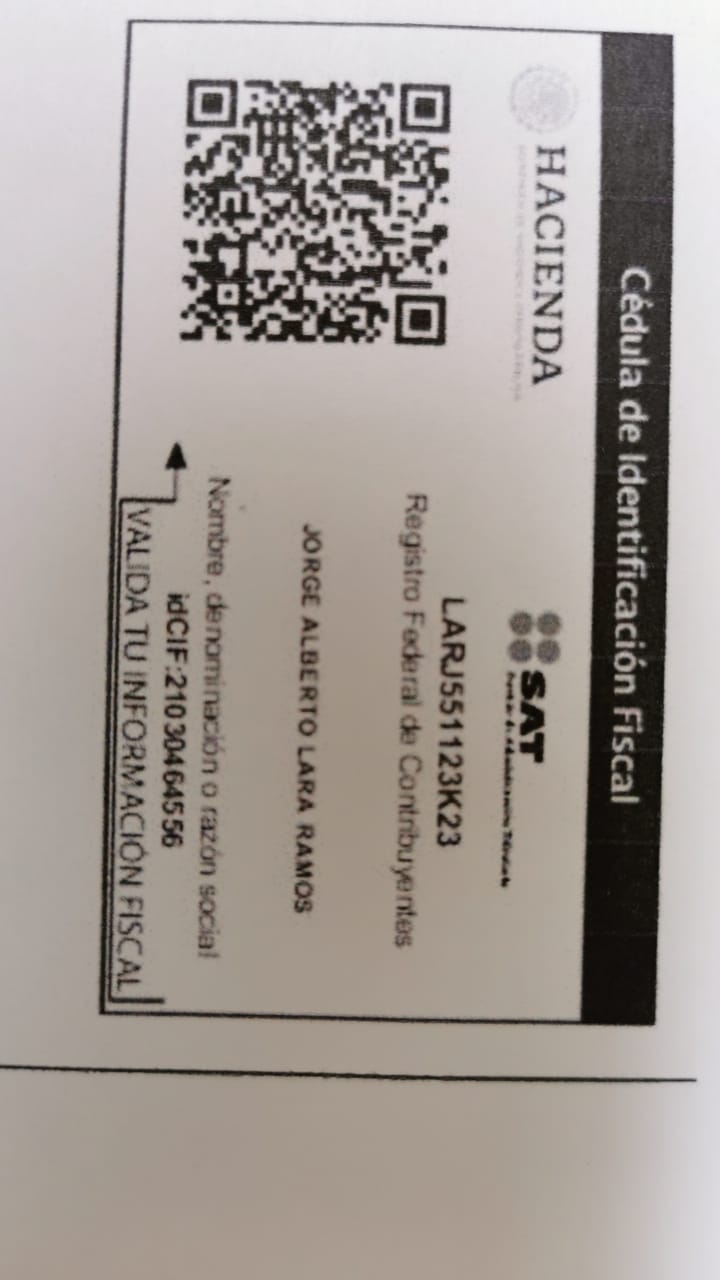 Cédula de Identificación Fiscal
HACIENDA
SAT
LARJ551123K23
Registro Federal de Contribuyentes
JORGE ALBERTO LARA RAMOS
Nombre, denominación o razón social
idCIF:21030464556
VALIDA TU INFORMACIÓN FISCAL